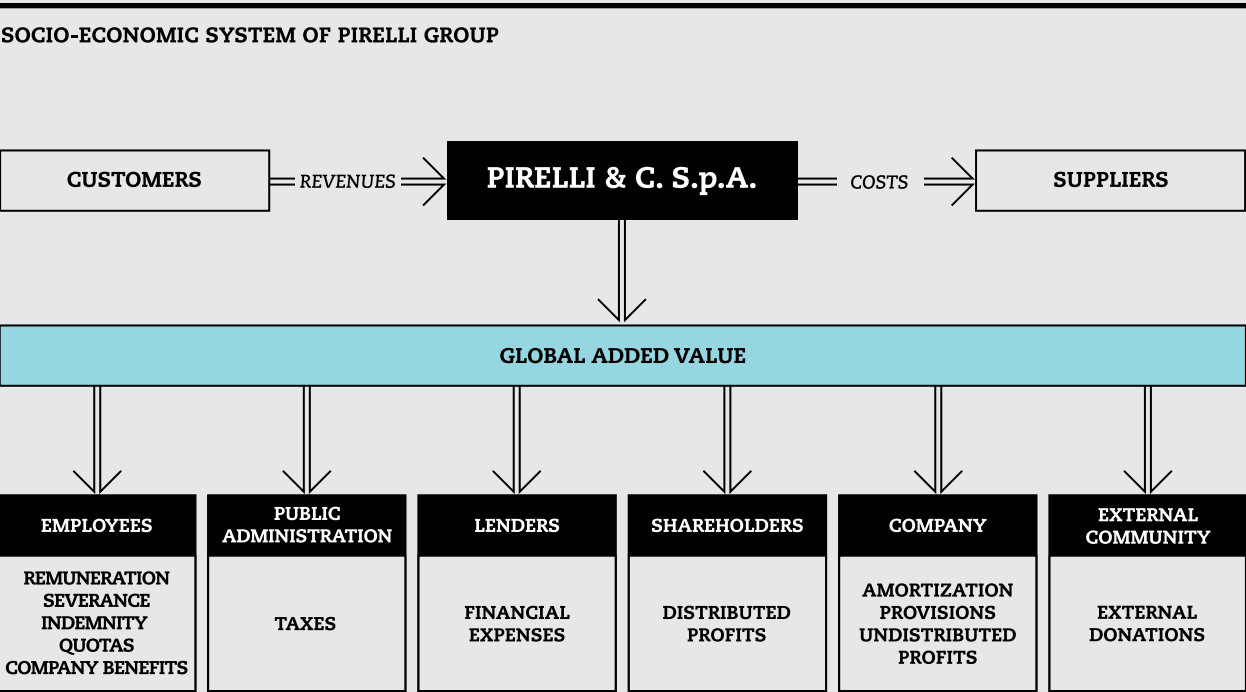 SOCIO-ECONOMIC SYSTEM OF PIRELLI GROUP
CUSTOMERS
REVENUES
PIRELLI & C. S.p.A.
COSTS
SUPPLIERS
GLOBAL ADDED VALUE
EMPLOYEES
REMUNERATION
SEVERANCE
INDEMNITY
QUOTAS
COMPANY BENEFITS
PUBLIC
ADMINISTRATION
TAXES
LENDERS
FINANCIAL
EXPENSES
SHAREHOLDERS
DISTRIBUTED
PROFITS
COMPANY
AMORTIZATION
PROVISIONS
UNDISTRIBUTED
PROFITS
EXTERNAL
COMMUNITY
EXTERNAL
DONATIONS